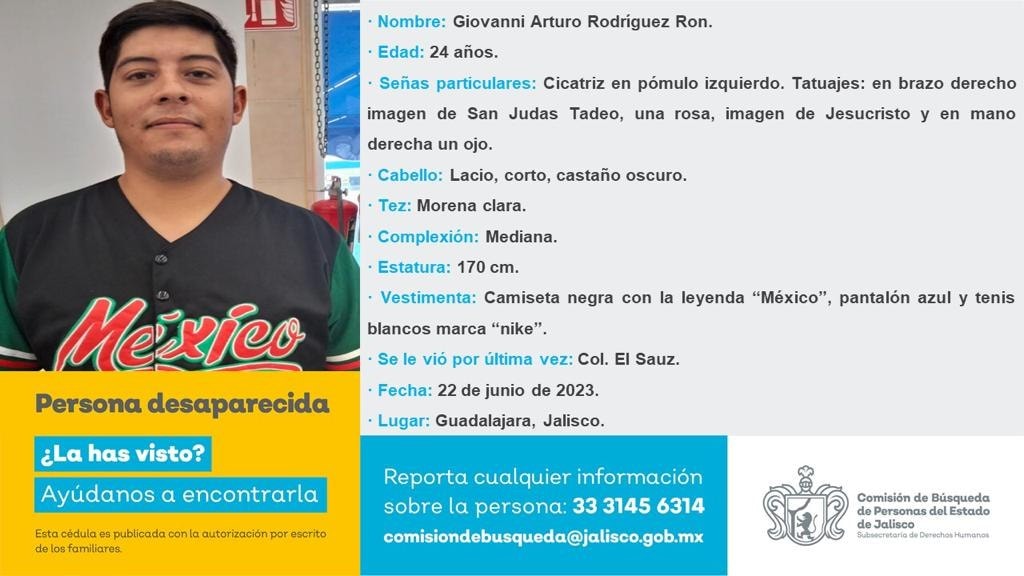 · Nombre: Giovanni Arturo Rodríguez Ron.
· Edad: 24 años.
· Señas particulares: Cicatriz en pómulo izquierdo. Tatuajes: en brazo derecho
imagen de San Judas Tadeo, una rosa, imagen de Jesucristo y en mano
derecha un ojo.
· Cabello: Lacio, corto, castaño oscuro.
· Tez: Morena clara.
· Complexión: Mediana.
· Estatura: 170 cm.
· Vestimenta: Camiseta negra con la leyenda “México”, pantalón azul y tenis
blancos marca “nike”.
· Se le vió por última vez: Col. El Sauz.
· Fecha: 22 de junio de 2023.
· Lugar: Guadalajara, Jalisco.
México
Persona desaparecida
¿La has visto?
Ayúdanos a encontrarla
Esta cédula es publicada con la autorización por escrito
de los familiares.
Reporta cualquier información
sobre la persona: 33 3145 6314
comisiondebusqueda@jalisco.gob.mx
Comisión de Búsqueda
de Personas del Estado
de Jalisco
Subsecretaría de Derechos Humanos